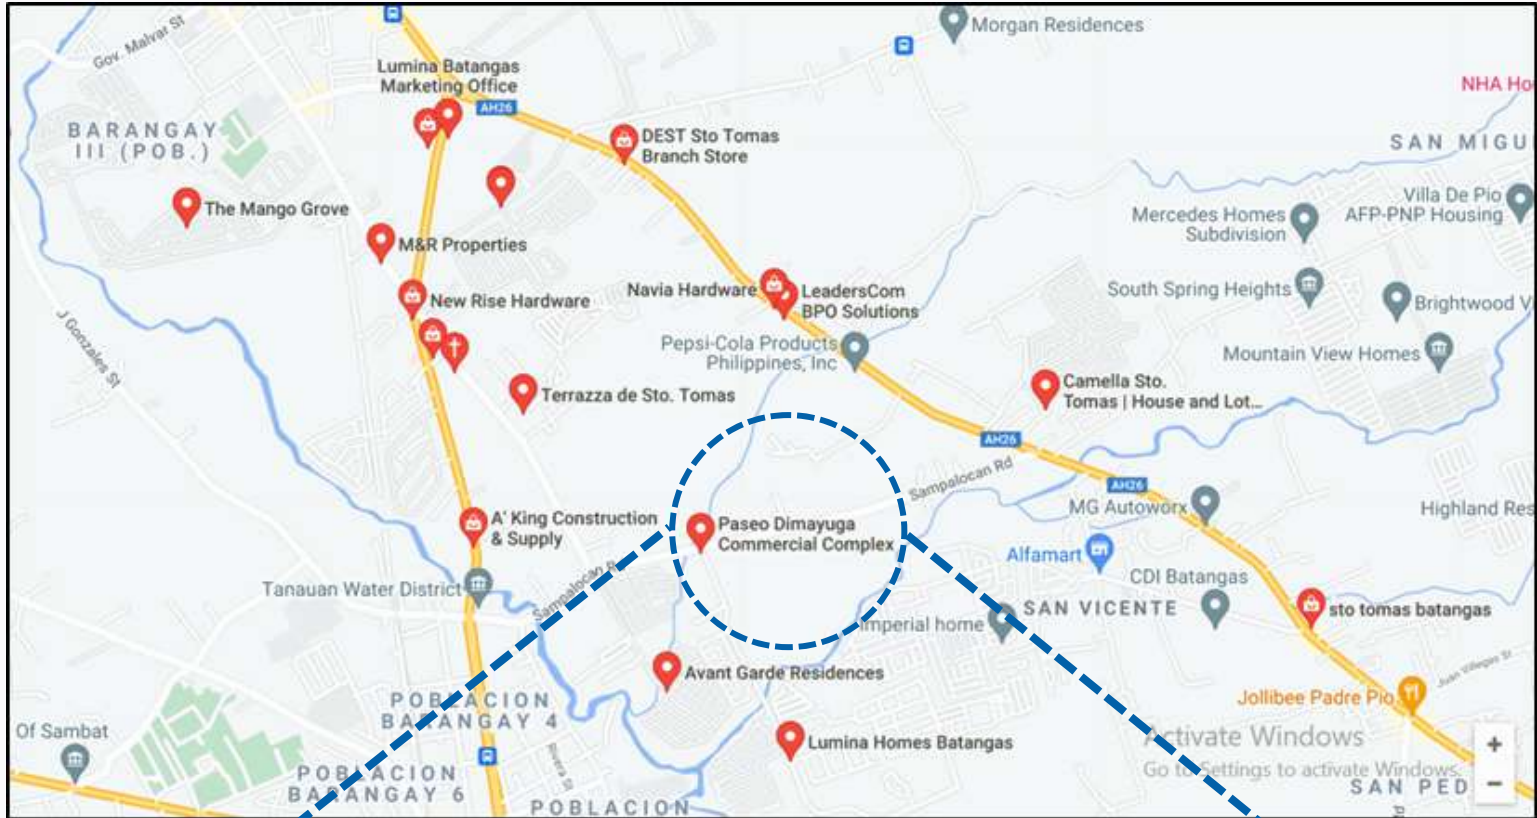 Morgan Residences
Gov. Malvar St
Lumina Batangas
Marketing Office
NHA Ho
AH26
BARANGAY
III (POB.)
DEST Sto Tomas
Branch Store
SAN MIGU
The Mango Grove
Villa De Pio
AFP-PNP Housing
Mercedes Homes
Subdivision
M&R Properties
Navia Hardware
LeadersCom
BPO Solutions
South Spring Heights
Brightwood V
New Rise Hardware
J Gonzales St
Pepsi-Cola Products
Philippines, Inc
Mountain View Homes
Terrazza de Sto. Tomas
Camella Sto.
Tomas | House and Lot...
AH26
Sampalocan Rd
AH26
MG Autoworx
Highland Res
A' King Construction
& Supply
Paseo Dimayuga
Commercial Complex
Alfamart
CDI Batangas
Tanauan Water District
Sampalocan R
SAN VICENTE
sto tomas batangas
Imperial home
Avant Garde Residences
Juan Villegas St
Jollibee Padre Pio
POBLACION
BARANGAY 4
Of Sambat
Lumina Homes Batangas
Activate Windows
Go to Settings to activate Windows.
Rivera St
POBLACION
BARANGAY 6
SAN PED
POBLACION